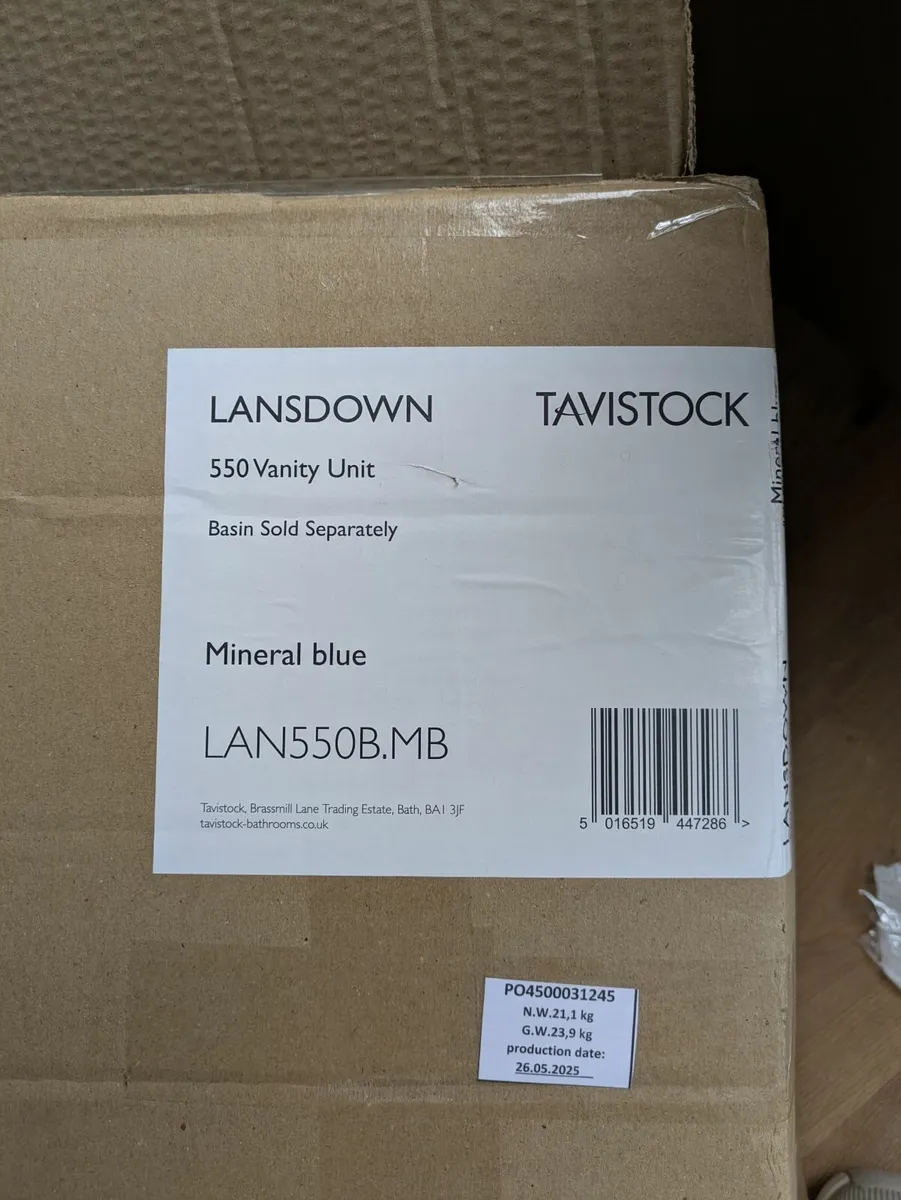 LANSDOWN
TAVISTOCK
550 Vanity Unit
Basin Sold Separately
Mineral blue
LAN550B.MB
Tavistock, Brassmill Lane Trading Estate, Bath, BA1 3JF
tavistock-bathrooms.co.uk
5 016519 447286 >
Mineral
LANSDOWN
PO4500031245
N.W.21,1 kg
G.W.23,9 kg
production date:
26.05.2025